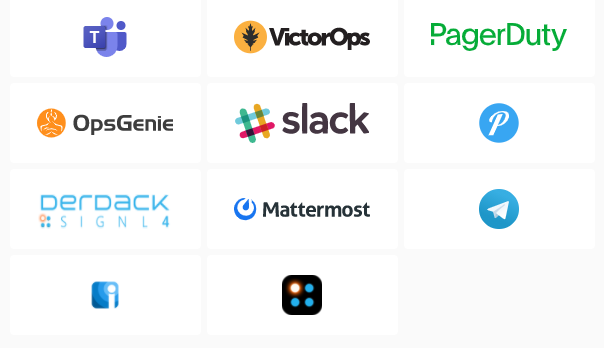 T
VictorOps
PagerDuty
OpsGenie
slack
P
DERDACK
SIGNL4
Mattermost
i